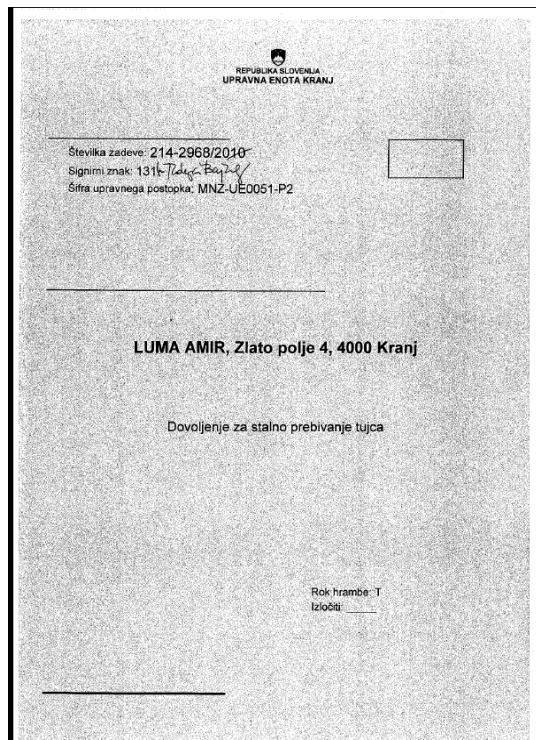 REPUBLIKA SLOVENIJA
UPRAVNA ENOTA KRANJ
Številka zadeve: 214-2968/2010
Signirni znak: 131
Šifra upravnega postopka: MNZ-UE0051-P2
LUMA AMIR, Zlato polje 4, 4000 Kranj
Dovoljenje za stalno prebivanje tujca
Rok hrambe: T
Izločiti: ______